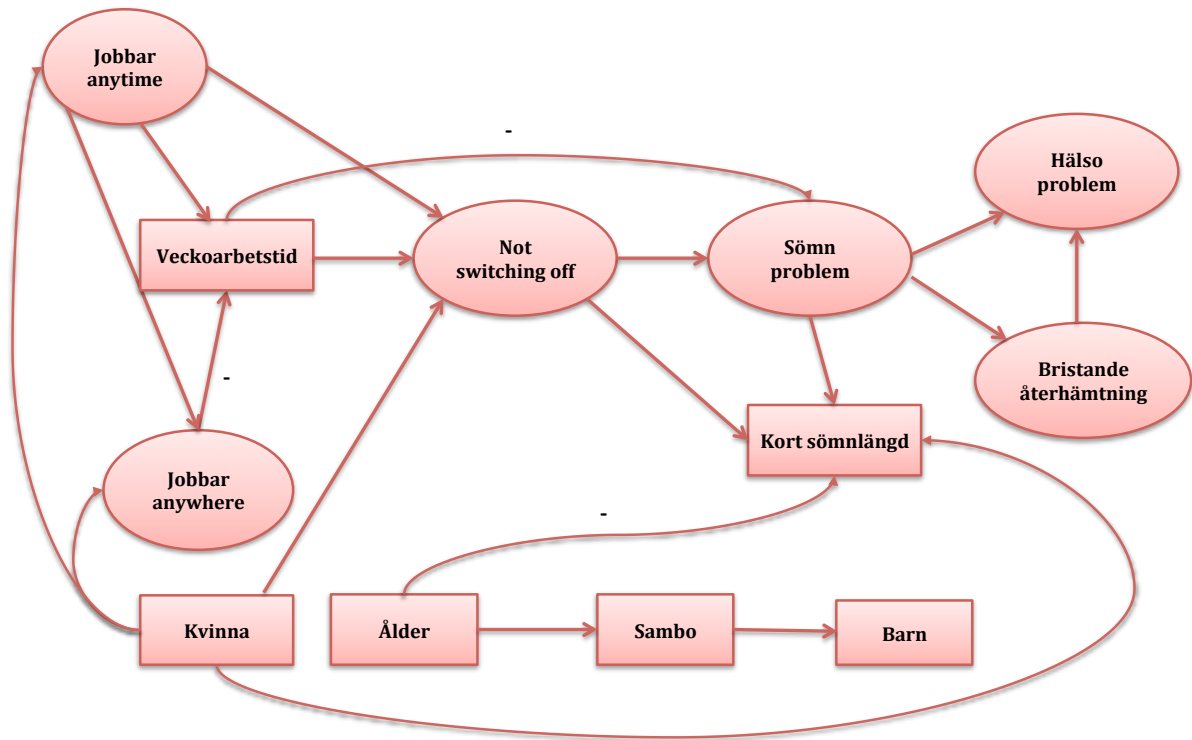 Jobbar
anytime
-
Hälso
problem
Veckoarbetstid
Not
switching off
Sömn
problem
-
Bristande
återhämtning
Kort sömnlängd
Jobbar
anywhere
-
Kvinna
Ålder
Sambo
Barn